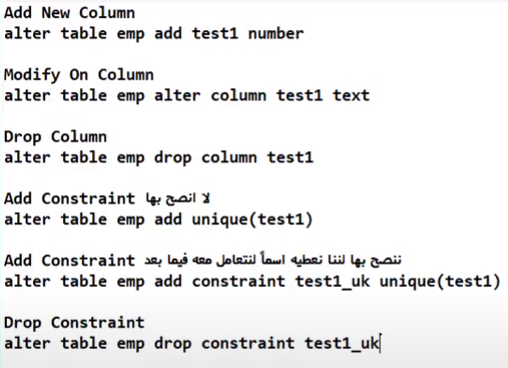 Add New Column
alter table emp add test1 number
Modify On Column
alter table emp alter column test1 text
Drop Column
alter table emp drop column test1
Add Constraint لا انصح بها
alter table emp add unique(test1)
Add Constraint ننصح بها لننا نعطيه اسماً لنتعامل معه فيما بعد
alter table emp add constraint test1_uk unique(test1)
Drop Constraint
alter table emp drop constraint test1_uk